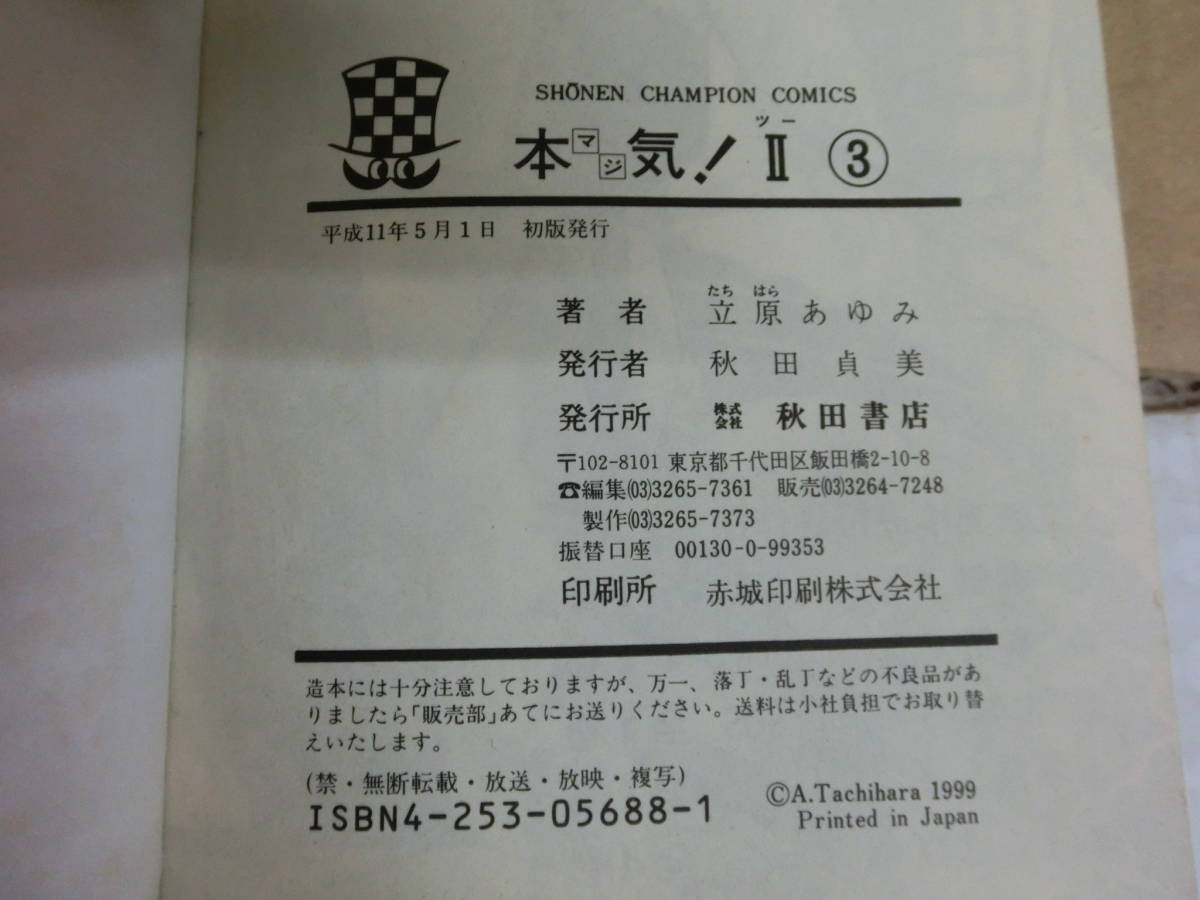 SHŌNEN CHAMPION COMICS
ツー
本マジ気! II ③
平成11年5月1日 初版発行
たち はら
著者 立原あゆみ
発行者 秋田貞美
発行所 株式会社 秋田書店
〒102-8101 東京都千代田区飯田橋2-10-8
☎編集(03)3265-7361 販売(03)3264-7248
製作(03)3265-7373
振替口座 00130-0-99353
印刷所 赤城印刷株式会社
造本には十分注意しておりますが、万一、落丁・乱丁などの不良品があ
りましたら「販売部」あてにお送りください。送料は小社負担でお取り替
えいたします。
(禁・無断転載・放送・放映・複写)
ISBN4-253-05688-1
©A.Tachihara 1999
Printed in Japan